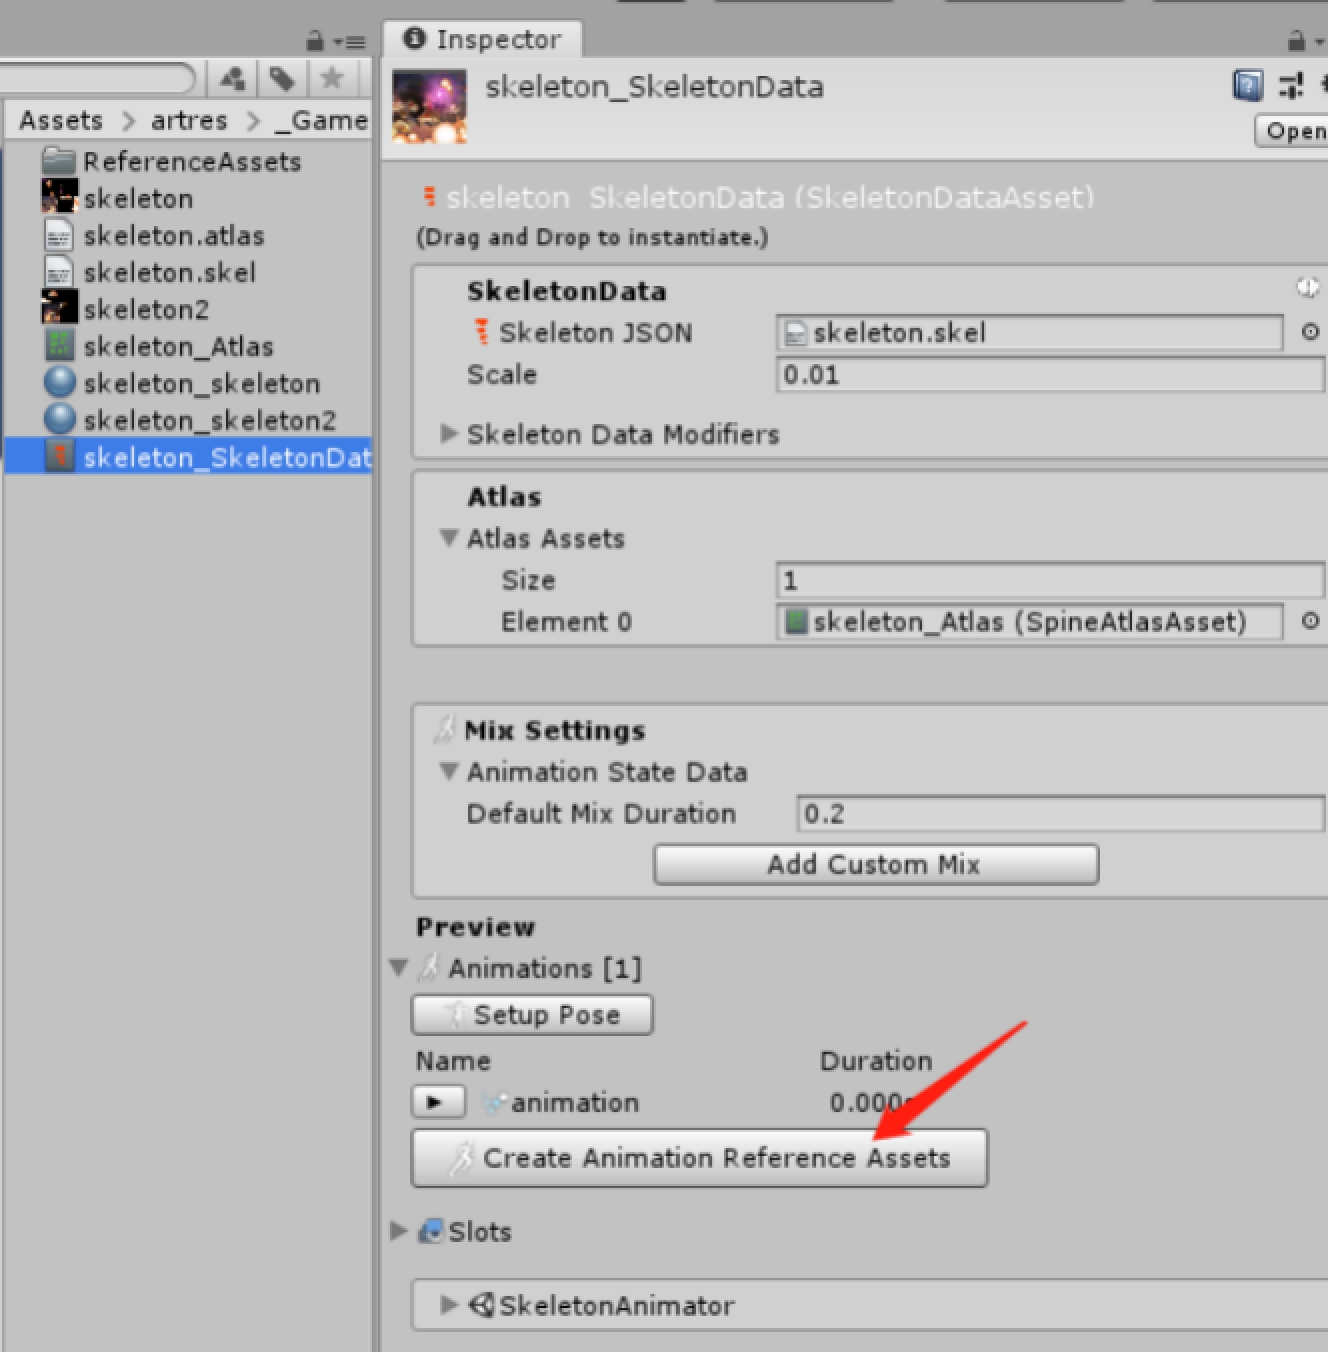 Inspector
skeleton_SkeletonData
Open
Assets > artres > _Game
ReferenceAssets
skeleton
skeleton.atlas
skeleton.skel
skeleton2
skeleton_Atlas
skeleton_skeleton
skeleton_skeleton2
skeleton_SkeletonDat
skeleton_SkeletonData (SkeletonDataAsset)
(Drag and Drop to instantiate.)
SkeletonData
Skeleton JSON skeleton.skel
Scale 0.01
Skeleton Data Modifiers
Atlas
Atlas Assets
Size 1
Element 0 skeleton_Atlas (SpineAtlasAsset)
Mix Settings
Animation State Data
Default Mix Duration 0.2
Add Custom Mix
Preview
Animations [1]
Setup Pose
Name Duration
animation 0.000s
Create Animation Reference Assets
Slots
SkeletonAnimator